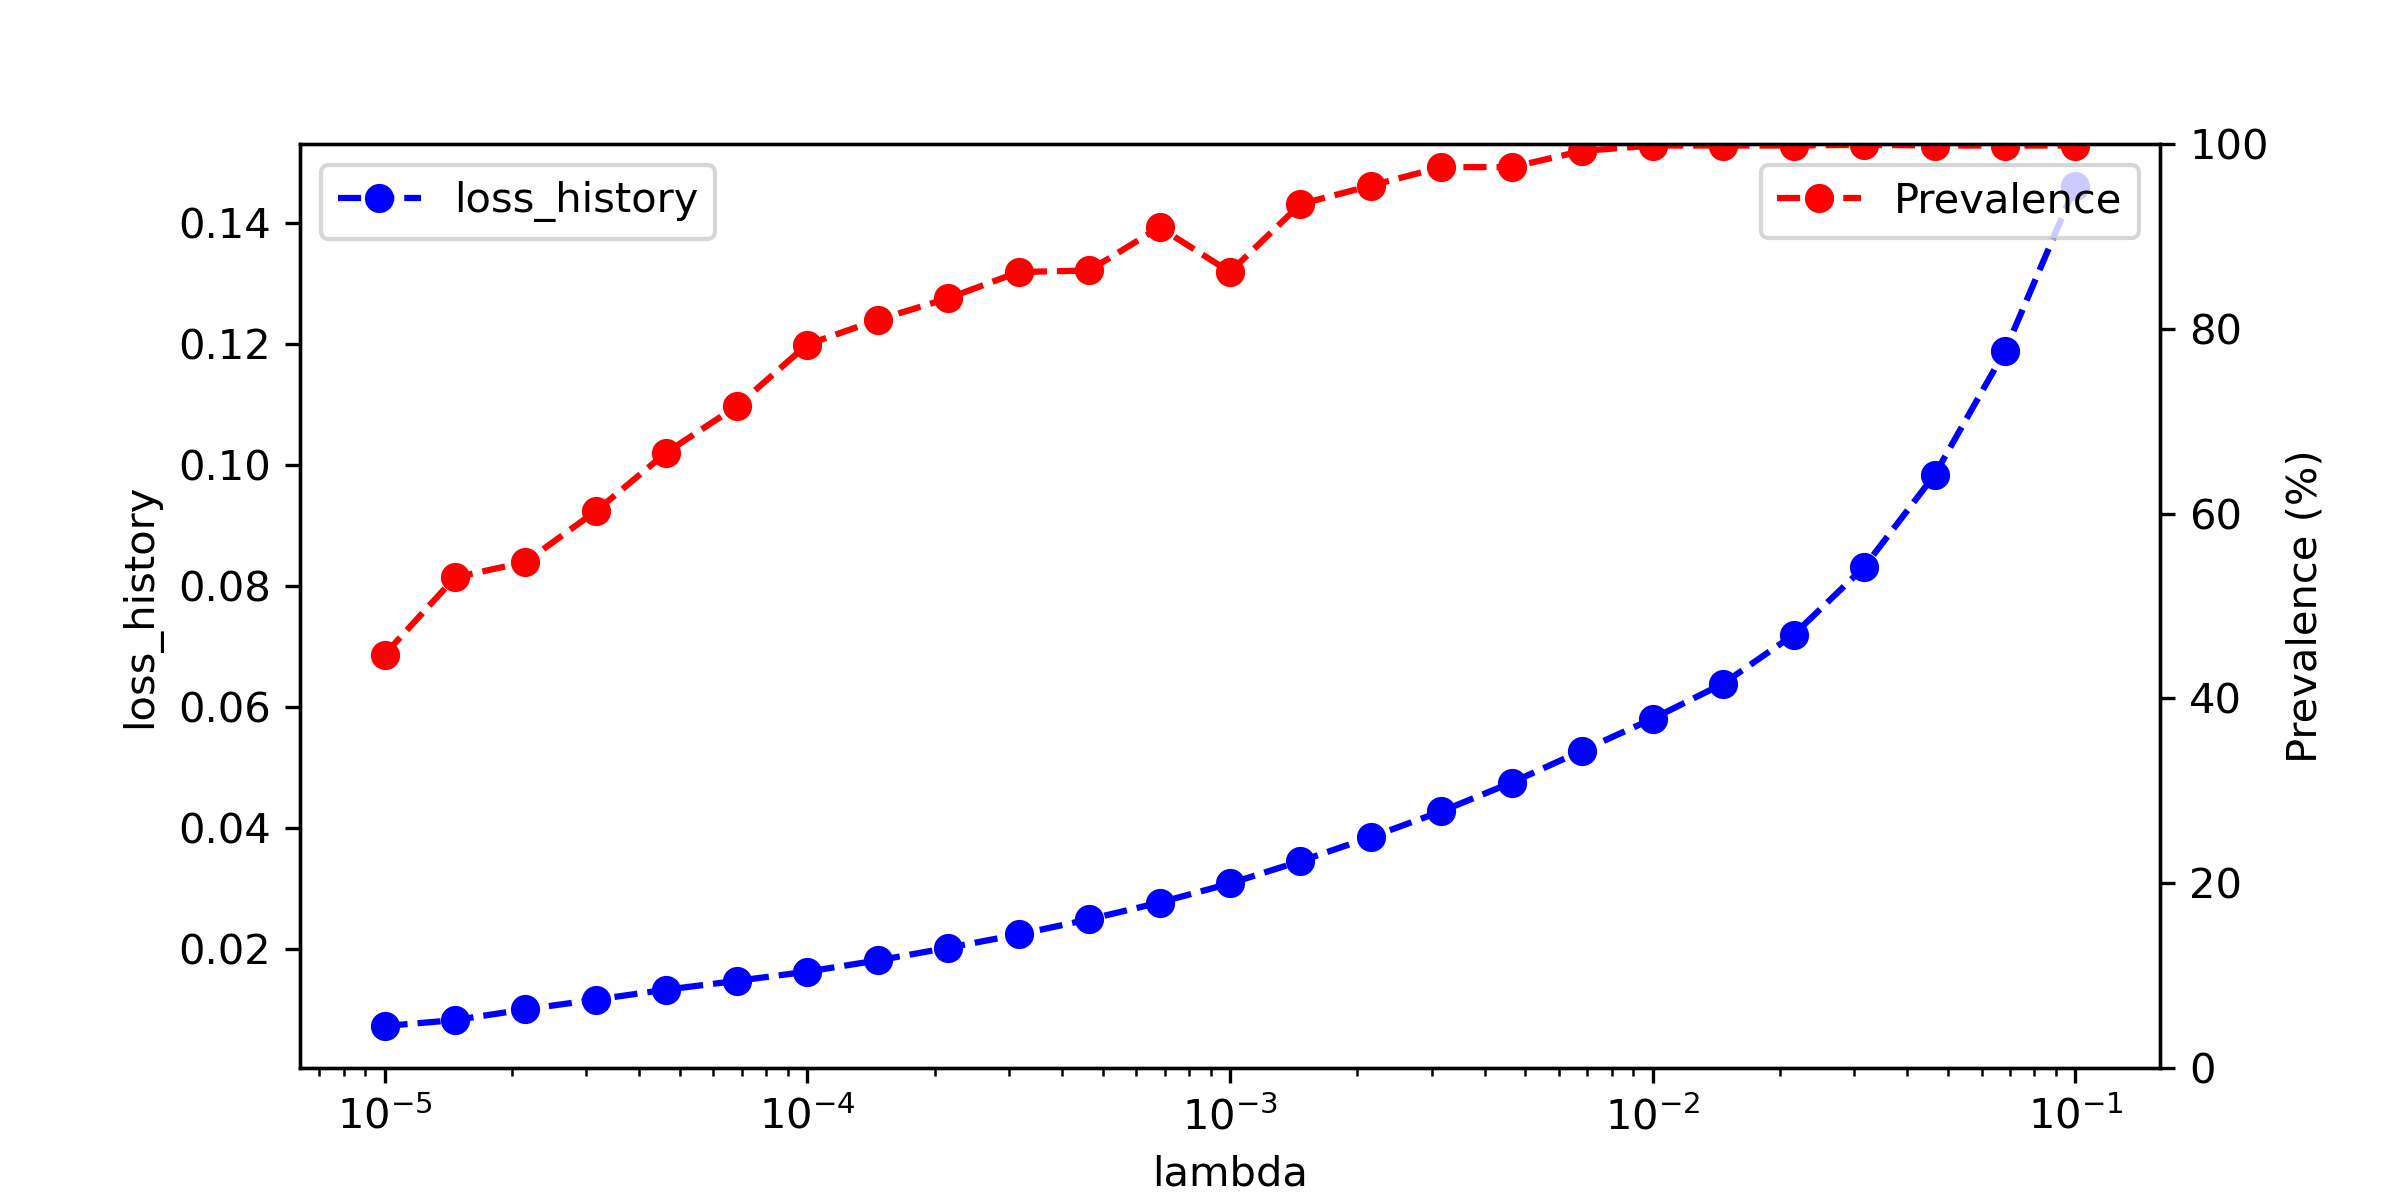 loss_history
Prevalence
0.14
0.12
0.10
0.08
0.06
0.04
0.02
loss_history
100
80
60
40
20
0
Prevalence (%)
10⁻⁵ 10⁻⁴ 10⁻³ 10⁻² 10⁻¹
lambda